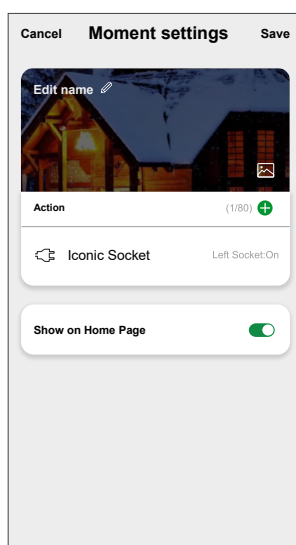 Cancel Moment settings Save
Edit name
Action (1/80)
Iconic Socket Left Socket:On
Show on Home Page